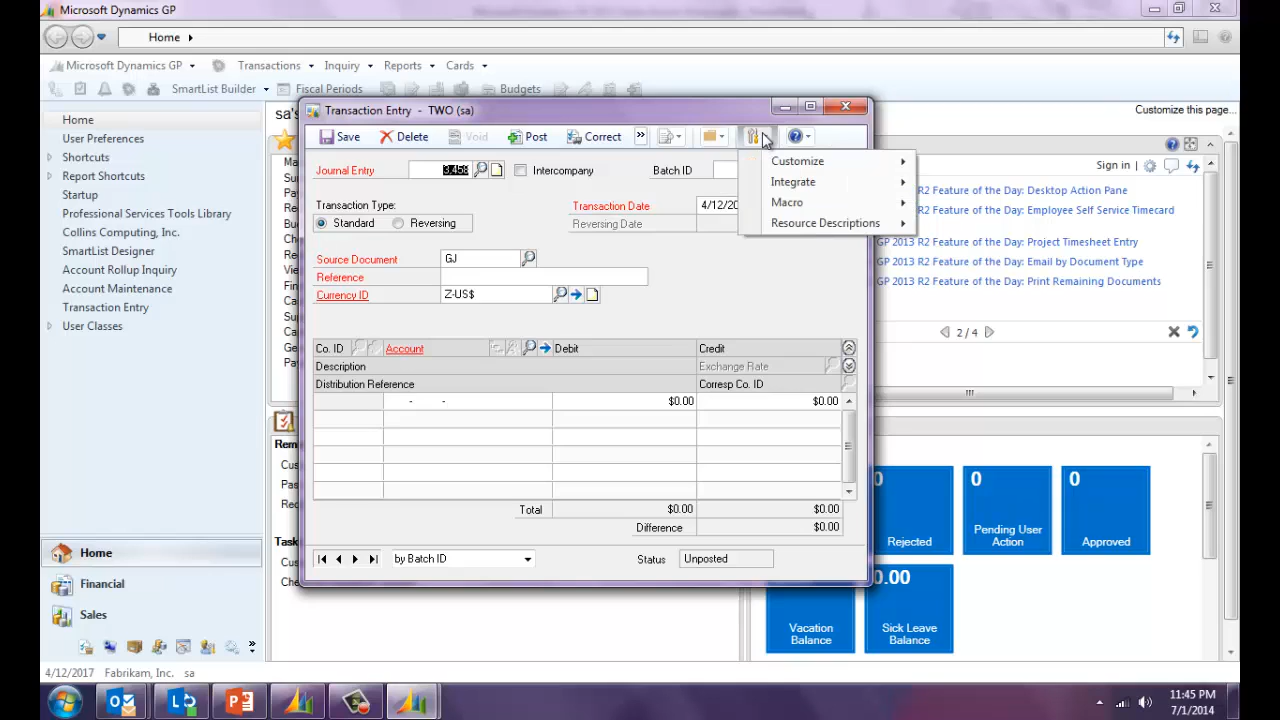 Microsoft Dynamics GP
Home
Microsoft Dynamics GP Transactions Inquiry Reports Cards
SmartList Builder Fiscal Periods Budgets
Home
User Preferences
Shortcuts
Report Shortcuts
Startup
Professional Services Tools Library
Collins Computing, Inc.
SmartList Designer
Account Rollup Inquiry
Account Maintenance
Transaction Entry
User Classes
Home
Financial
Sales
4/12/2017 Fabrikam, Inc. sa
sa's
Customize this page...
Transaction Entry - TWO (sa)
Save Delete Void Post Correct
Customize
Integrate
Macro
Resource Descriptions
Journal Entry 3,458 Intercompany Batch ID
Transaction Type: Transaction Date 4/12/20
Standard Reversing Reversing Date
Source Document GJ
Reference
Currency ID Z-US$
Co. ID Account Debit Credit
Description Exchange Rate
Distribution Reference Corresp Co. ID
- - $0.00 $0.00
Total $0.00 $0.00
Difference $0.00
by Batch ID Status Unposted
Sign in
R2 Feature of the Day: Desktop Action Pane
R2 Feature of the Day: Employee Self Service Timecard
GP 2013 R2 Feature of the Day: Project Timesheet Entry
GP 2013 R2 Feature of the Day: Email by Document Type
GP 2013 R2 Feature of the Day: Print Remaining Documents
2 / 4
0 0 0
Rejected Pending User Action Approved
0.00
Vacation Balance Sick Leave Balance
11:45 PM
7/1/2014